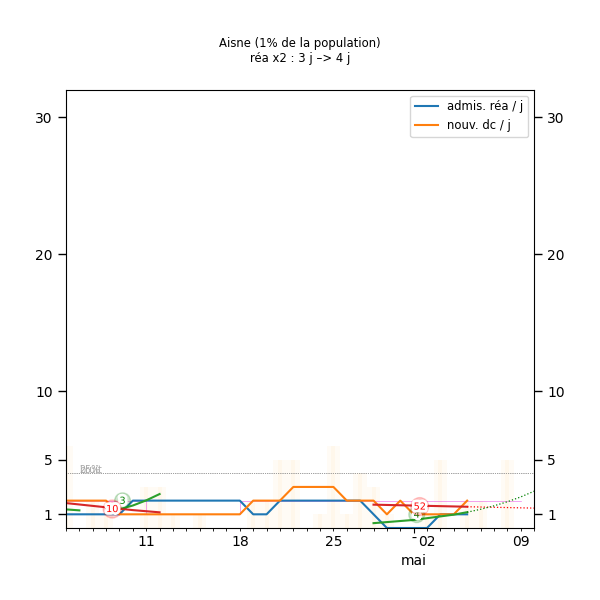 Aisne (1% de la population)
réa x2 : 3 j –> 4 j
admis. réa / j
nouv. dc / j
30 30
20 20
10 10
5 5
1 1
3
10
52
4
11 18 25 02 09
mai